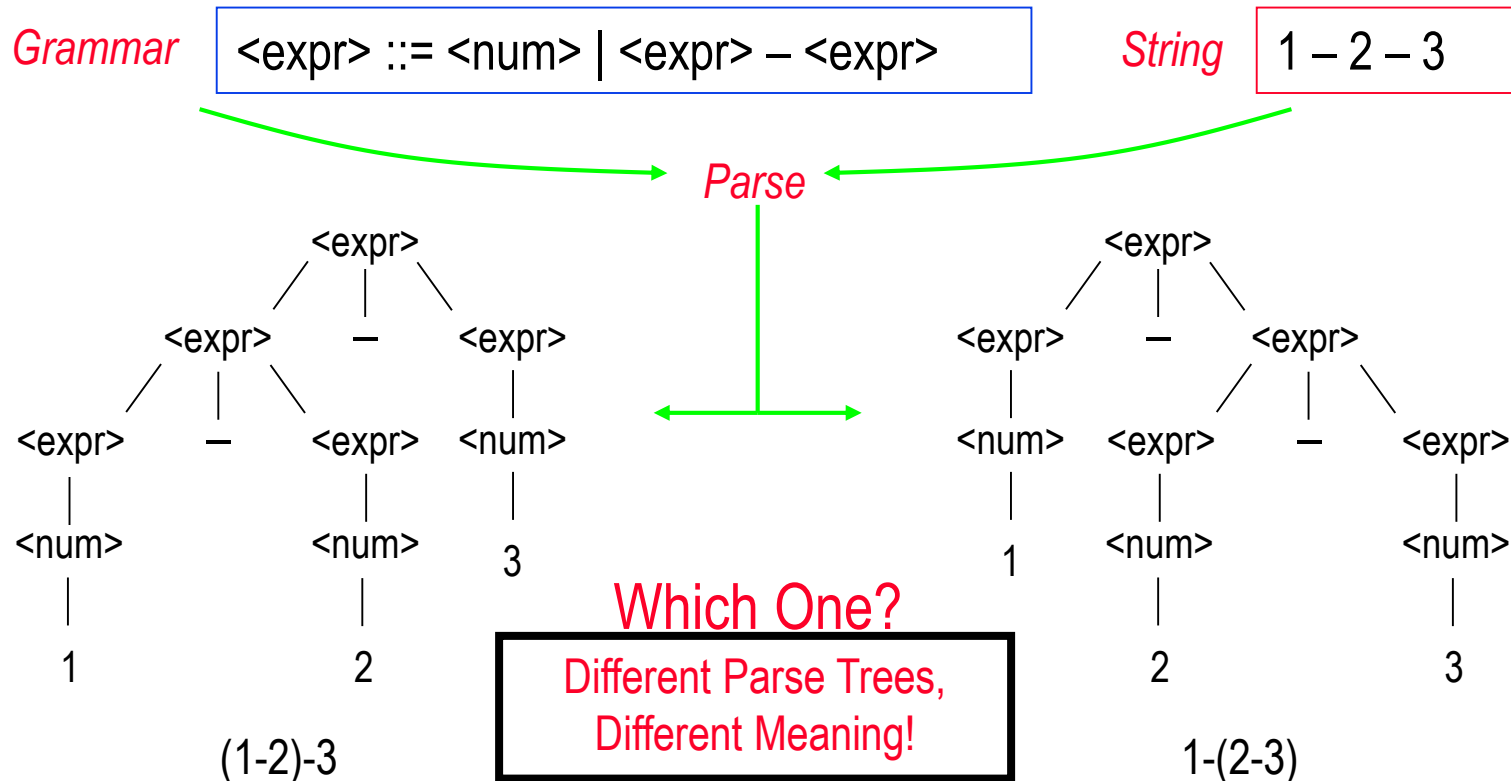 Grammar <expr> ::= <num> | <expr> – <expr> String 1 – 2 – 3
Parse
<expr> <expr>
<expr> – <expr> <expr> – <expr>
<expr> – <expr> <num> <num> <expr> – <expr>
<num> <num> 3 1 <num> <num>
Which One?
1 2 2 3
Different Parse Trees,
Different Meaning!
(1-2)-3 1-(2-3)